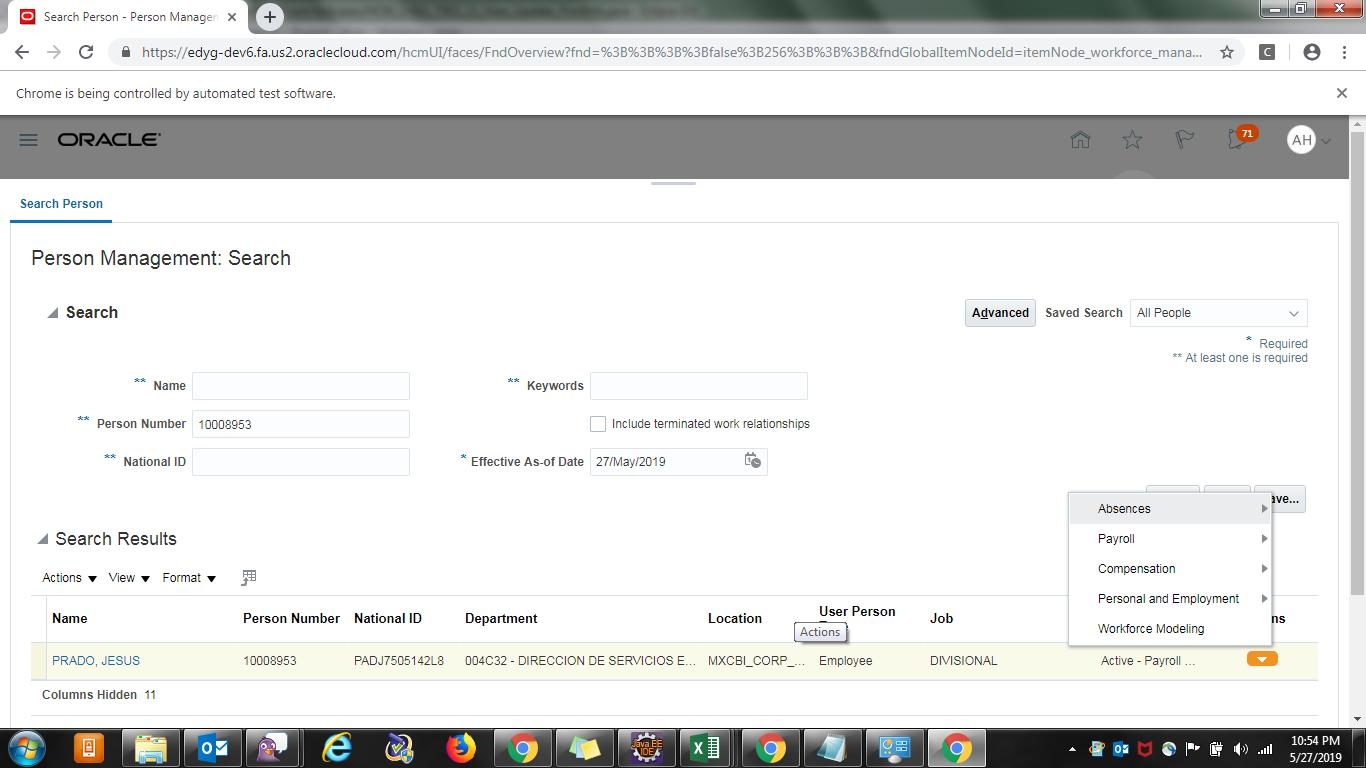 Search Person - Person Managen
https://edyg-dev6.fa.us2.oraclecloud.com/hcmUI/faces/FndOverview?fnd=%3B%3B%3B%3Bfalse%3B256%3B%3B%3B&fndGlobalItemNodeId=itemNode_workforce_mana...
C
Chrome is being controlled by automated test software.
ORACLE
71
AH
Search Person
Person Management: Search
Search
Advanced Saved Search All People
* Required
** At least one is required
** Name
** Keywords
** Person Number 10008953
Include terminated work relationships
** National ID
* Effective As-of Date 27/May/2019
ave...
Absences
Payroll
Compensation
Personal and Employment
Workforce Modeling
Search Results
Actions View Format
Name Person Number National ID Department Location User Person Job
Actions
PRADO, JESUS 10008953 PADJ7505142L8 004C32 - DIRECCION DE SERVICIOS E... MXCBI_CORP_... Employee DIVISIONAL Active - Payroll ...
Columns Hidden 11
Java EE
IDE
10:54 PM
5/27/2019